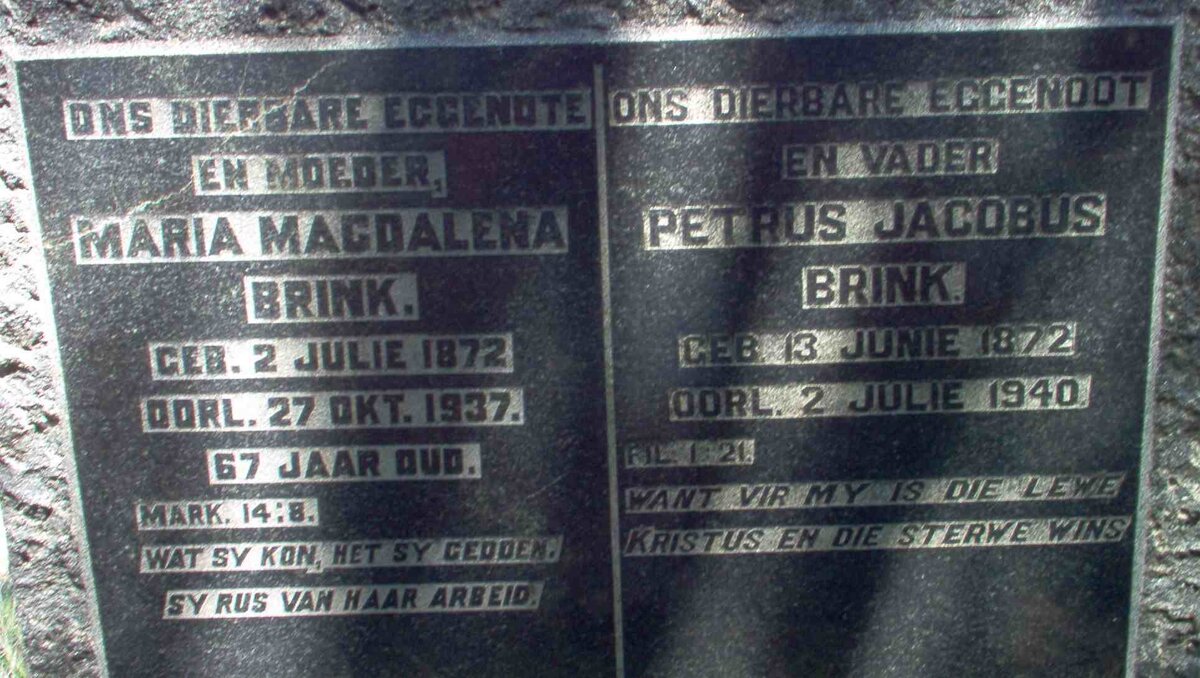 ONS DIERBARE EGGENOTE
EN MOEDER,
MARIA MAGDALENA
BRINK.
GEB. 2 JULIE 1872
OORL. 27 OKT. 1937.
67 JAAR OUD.
MARK. 14:8.
WAT SY KON, HET SY GEDOEN.
SY RUS VAN HAAR ARBEID.
ONS DIERBARE EGGENOOT
EN VADER
PETRUS JACOBUS
BRINK.
GEB. 13 JUNIE 1872
OORL. 2 JULIE 1940.
FIL. 1:21.
WANT VIR MY IS DIE LEWE
KRISTUS EN DIE STERWE WINS